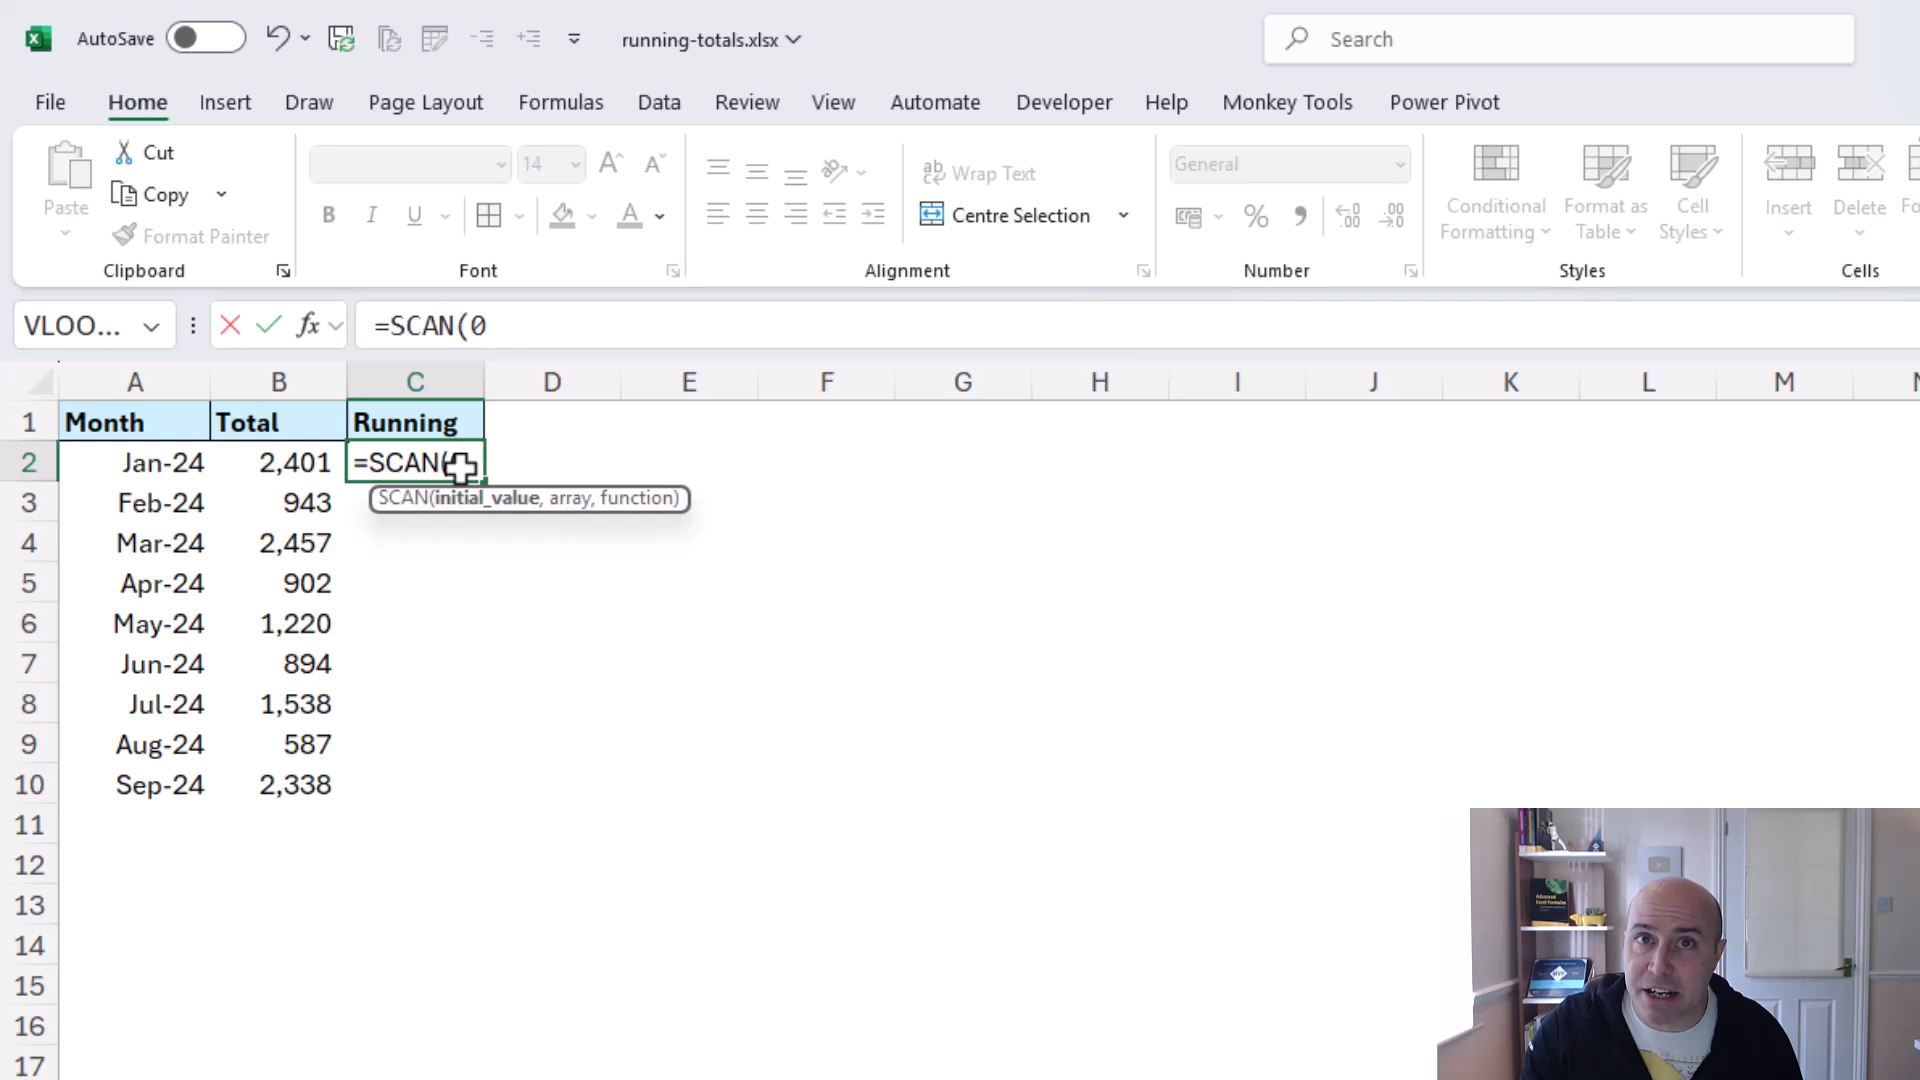 AutoSave
running-totals.xlsx
Search
File Home Insert Draw Page Layout Formulas Data Review View Automate Developer Help Monkey Tools Power Pivot
Paste
Cut
Copy
Format Painter
Clipboard
14
B I U
Font
Wrap Text
Centre Selection
Alignment
General
Number
Conditional Formatting
Format as Table
Cell Styles
Styles
Insert
Delete
Cells
VLOO...
fx
=SCAN(0
A B C D E F G H I J K L M
1 Month Total Running
2 Jan-24 2,401 =SCAN(
SCAN(initial_value, array, function)
3 Feb-24 943
4 Mar-24 2,457
5 Apr-24 902
6 May-24 1,220
7 Jun-24 894
8 Jul-24 1,538
9 Aug-24 587
10 Sep-24 2,338
11
12
13
14
15
16
17
Advanced
Excel Formulas